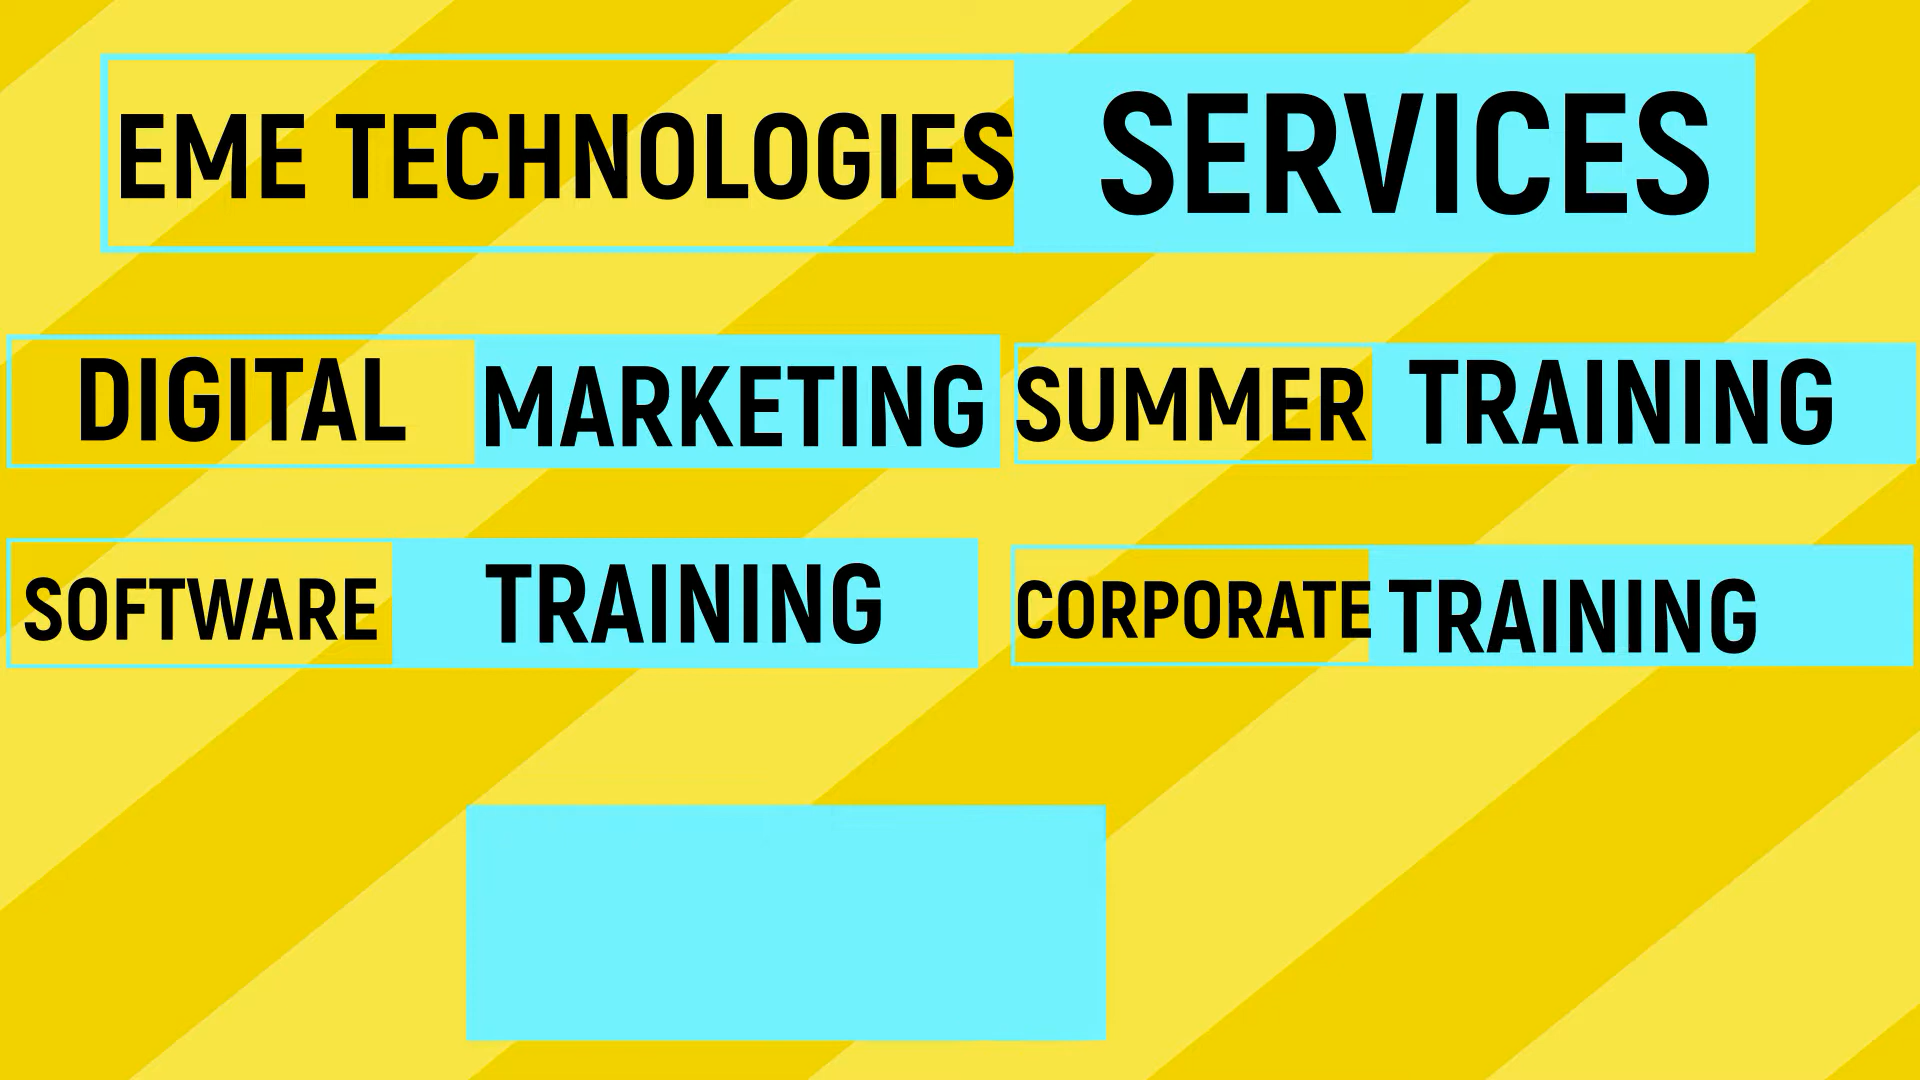 EME TECHNOLOGIES SERVICES
DIGITAL MARKETING
SUMMER TRAINING
SOFTWARE TRAINING
CORPORATE TRAINING